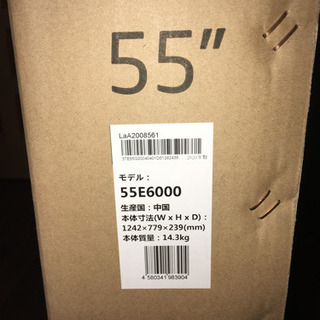 55"
LaA2008561
モデル：
55E6000
生産国：中国
本体寸法(W x H x D)：
1242×779×239(mm)
本体質量：14.3kg
4 580341 983004